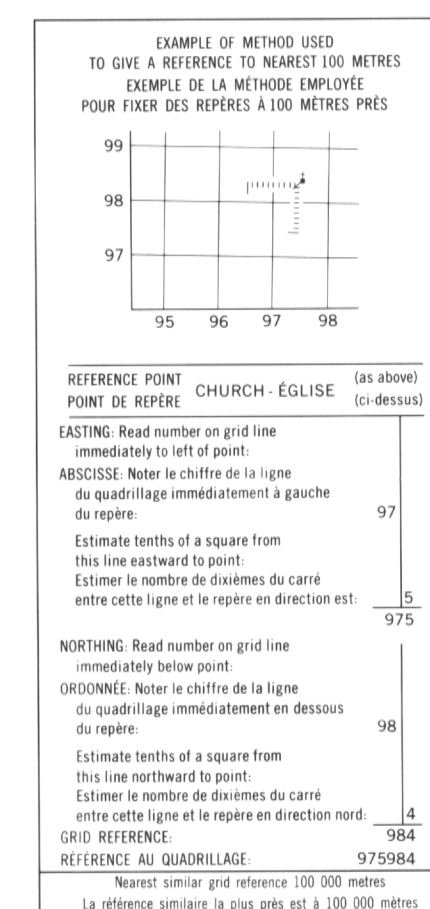 EXAMPLE OF METHOD USED
TO GIVE A REFERENCE TO NEAREST 100 METRES
EXEMPLE DE LA MÉTHODE EMPLOYÉE
POUR FIXER DES REPÈRES À 100 MÈTRES PRÈS
99
98
97
95 96 97 98
REFERENCE POINT
POINT DE REPÈRE
CHURCH - ÉGLISE
(as above)
(ci-dessus)
EASTING: Read number on grid line
immediately to left of point:
ABSCISSE: Noter le chiffre de la ligne
du quadrillage immédiatement à gauche
du repère: 97
Estimate tenths of a square from
this line eastward to point:
Estimer le nombre de dixièmes du carré
entre cette ligne et le repère en direction est: 5
975
NORTHING: Read number on grid line
immediately below point:
ORDONNÉE: Noter le chiffre de la ligne
du quadrillage immédiatement en dessous
du repère: 98
Estimate tenths of a square from
this line northward to point:
Estimer le nombre de dixièmes du carré
entre cette ligne et le repère en direction nord: 4
GRID REFERENCE: 984
RÉFÉRENCE AU QUADRILLAGE: 975984
Nearest similar grid reference 100 000 metres
La référence similaire la plus près est à 100 000 mètres